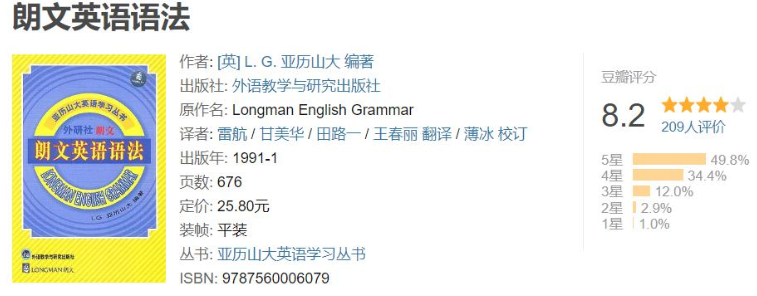 朗文英语语法
亚历山大英语学习丛书
外研社 朗文
朗文英语语法
LONGMAN ENGLISH GRAMMAR
L.G. 亚历山大 编著
外语教学与研究出版社
LONGMAN 朗文
作者: [英] L. G. 亚历山大 编著
出版社: 外语教学与研究出版社
原作名: Longman English Grammar
译者: 雷航 / 甘美华 / 田路一 / 王春丽 翻译 / 薄冰 校订
出版年: 1991-1
页数: 676
定价: 25.80元
装帧: 平装
丛书: 亚历山大英语学习丛书
ISBN: 9787560006079
豆瓣评分
8.2
209人评价
5星 49.8%
4星 34.4%
3星 12.0%
2星 2.9%
1星 1.0%